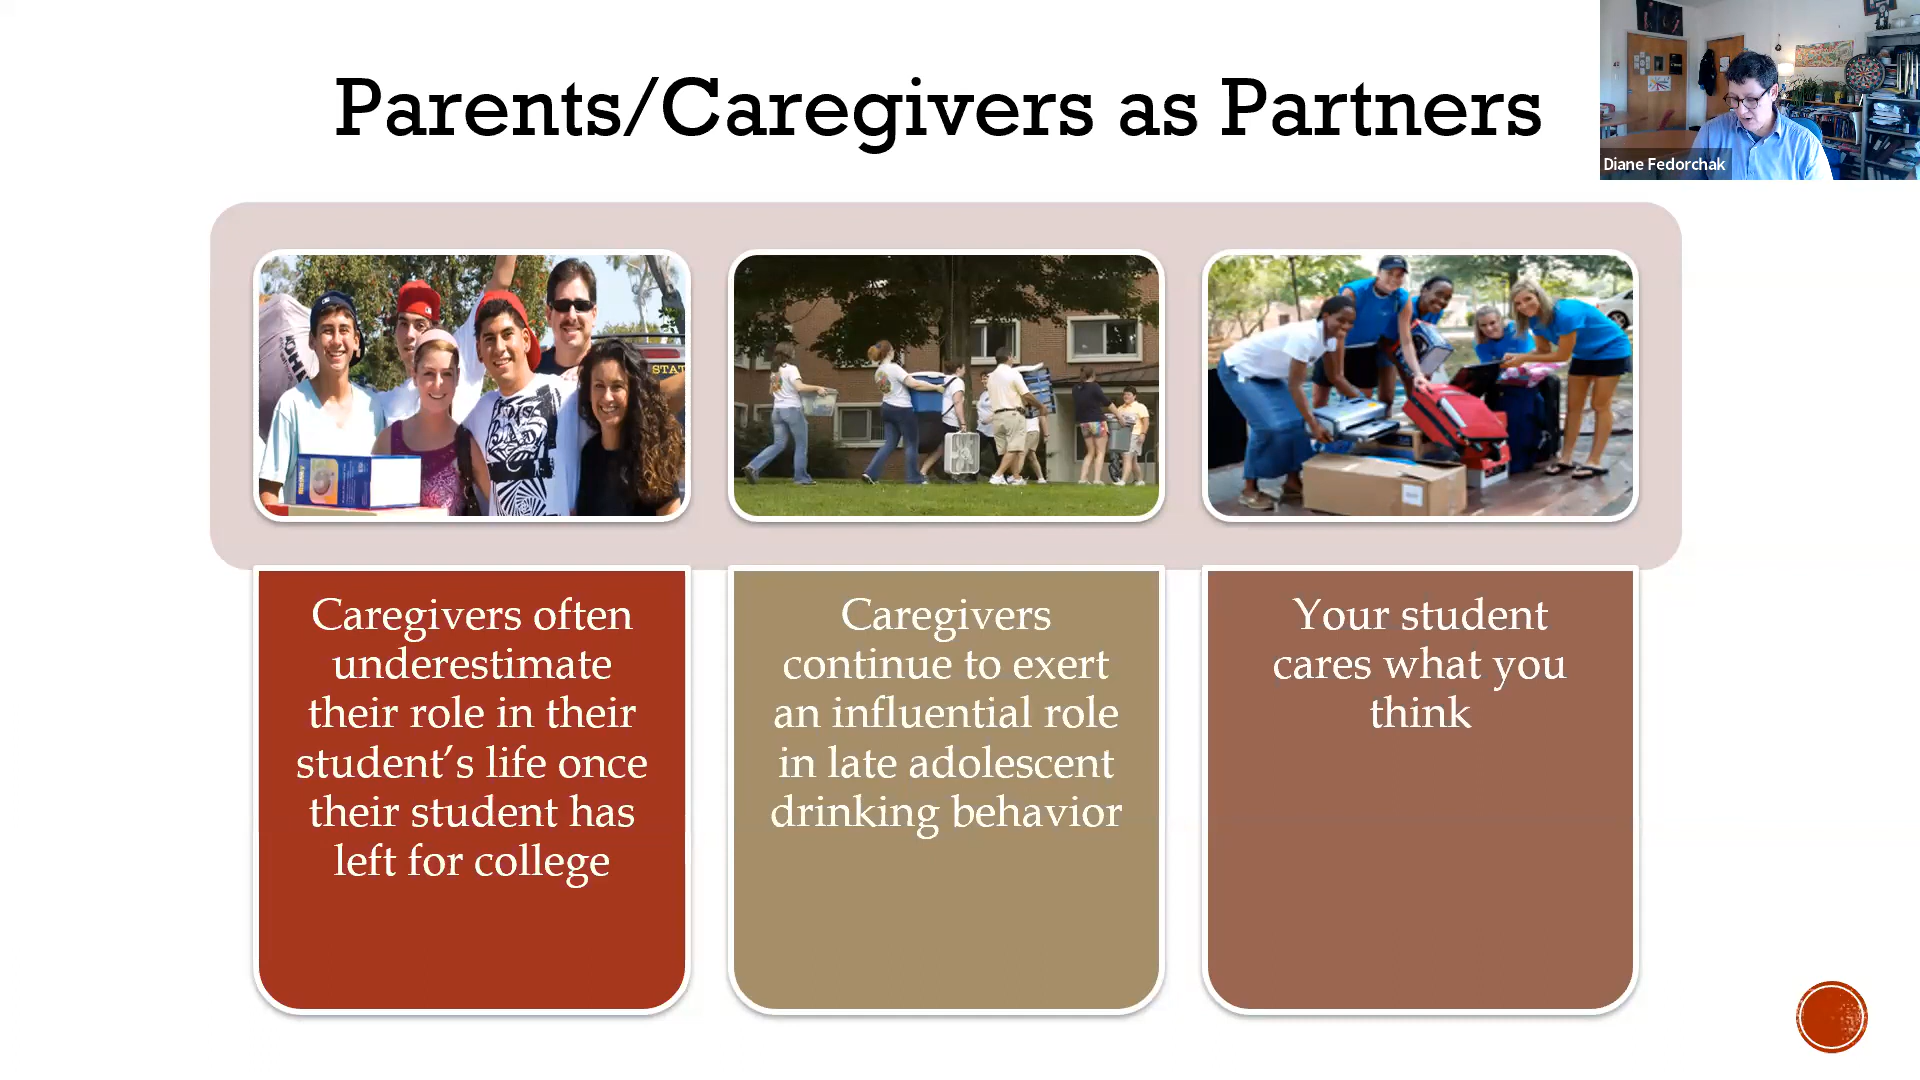 Parents/Caregivers as Partners
Diane Fedorchak
STAT
Caregivers often
underestimate
their role in their
student’s life once
their student has
left for college
Caregivers
continue to exert
an influential role
in late adolescent
drinking behavior
Your student
cares what you
think